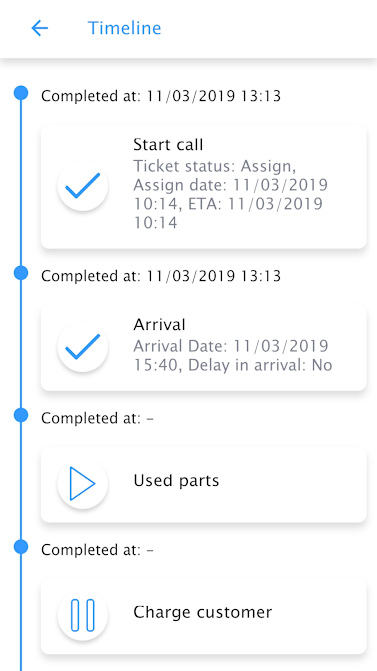 Timeline
Completed at: 11/03/2019 13:13
Start call
Ticket status: Assign,
Assign date: 11/03/2019
10:14, ETA: 11/03/2019
10:14
Completed at: 11/03/2019 13:13
Arrival
Arrival Date: 11/03/2019
15:40, Delay in arrival: No
Completed at: -
Used parts
Completed at: -
Charge customer